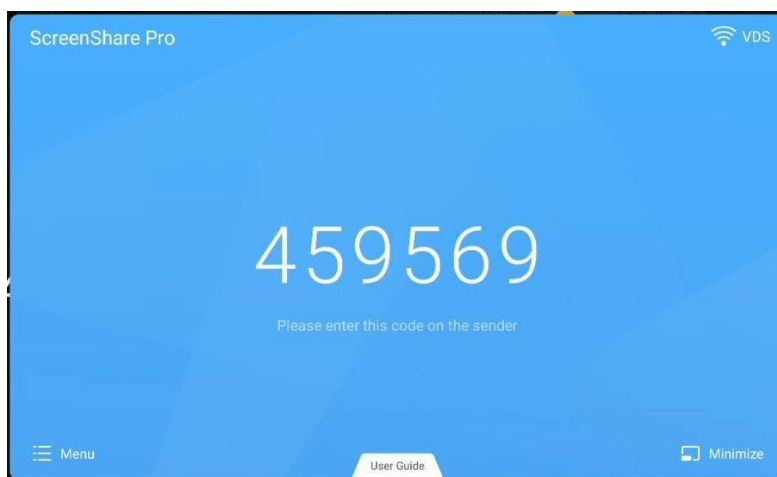 ScreenShare Pro
VDS
459569
Please enter this code on the sender
Menu
User Guide
Minimize